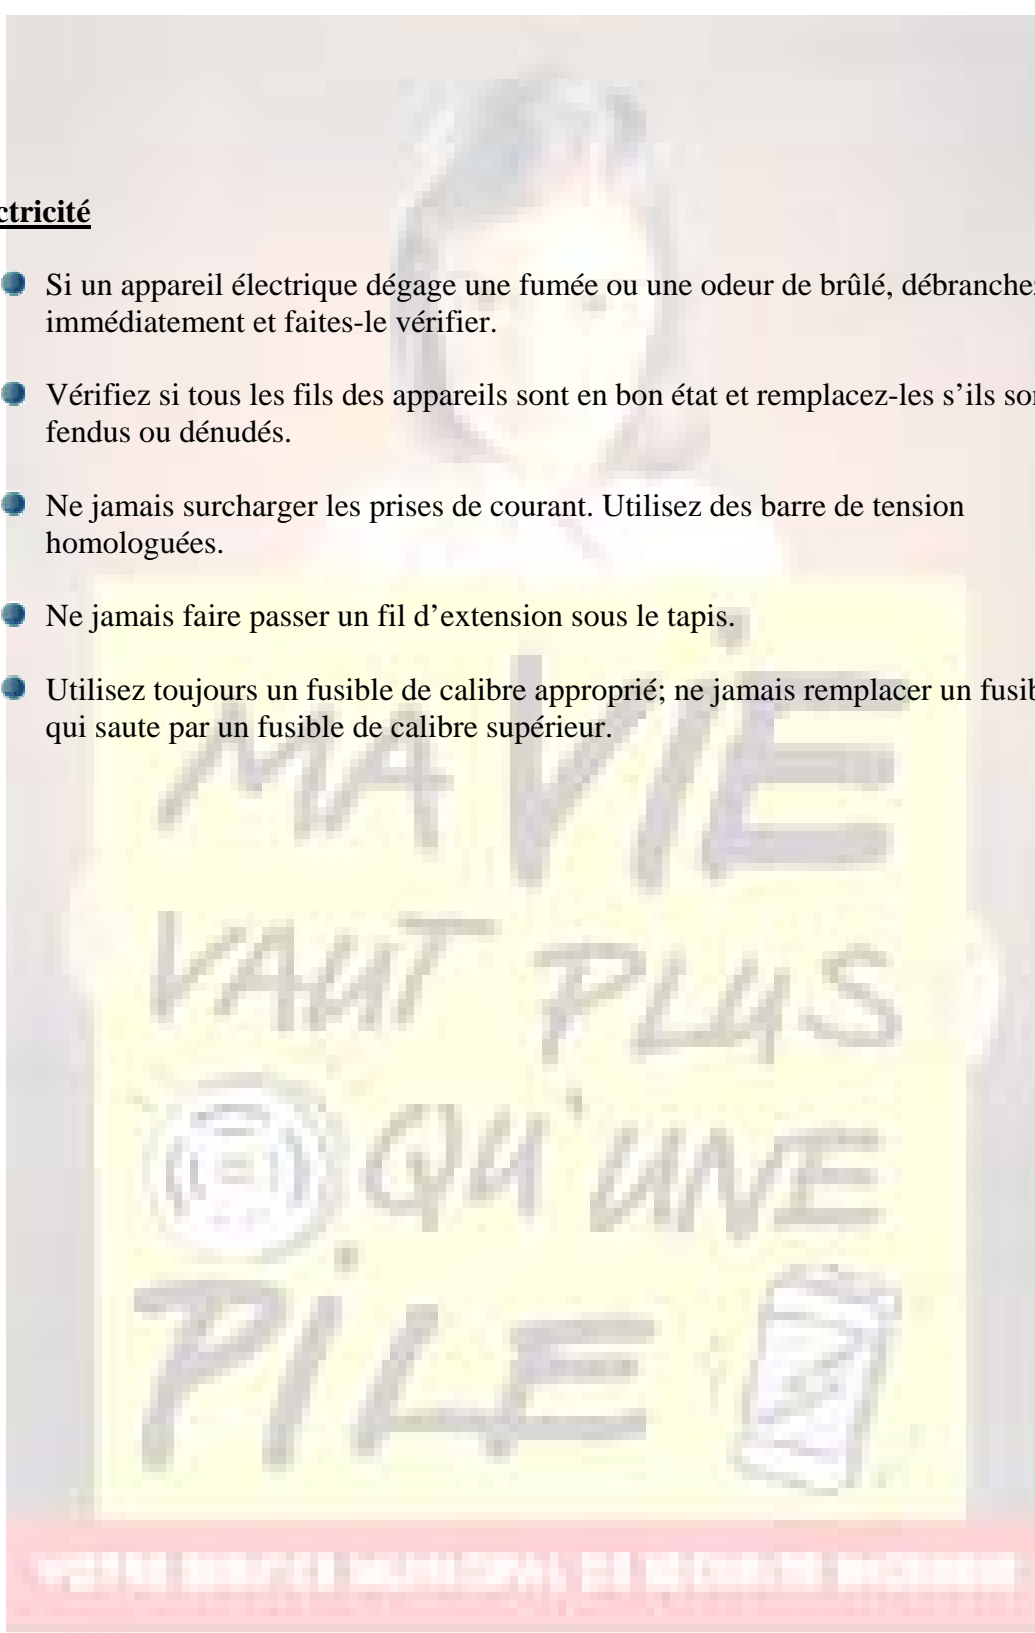 ctricité
Si un appareil électrique dégage une fumée ou une odeur de brûlé, débranche
immédiatement et faites-le vérifier.
Vérifiez si tous les fils des appareils sont en bon état et remplacez-les s’ils so
fendus ou dénudés.
Ne jamais surcharger les prises de courant. Utilisez des barre de tension
homologuées.
Ne jamais faire passer un fil d’extension sous le tapis.
Utilisez toujours un fusible de calibre approprié; ne jamais remplacer un fusib
qui saute par un fusible de calibre supérieur.
MA VIE
VAUT PLUS
QU'UNE
PILE